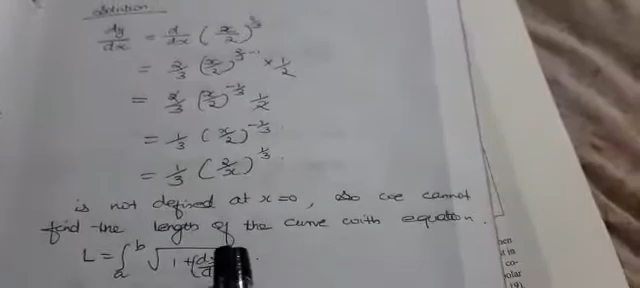 Solution
dy/dx = d/dx (x/2)^2/3
= 2/3 (x/2)^2/3 - 1 × 1/2
= 2/3 (x/2)^-1/3 1/2
= 1/3 (x/2)^-1/3
= 1/3 (2/x)^1/3
is not defined at x=0, so we cannot
find the length of the curve with equation.
L = ∫a^b √1+(dy